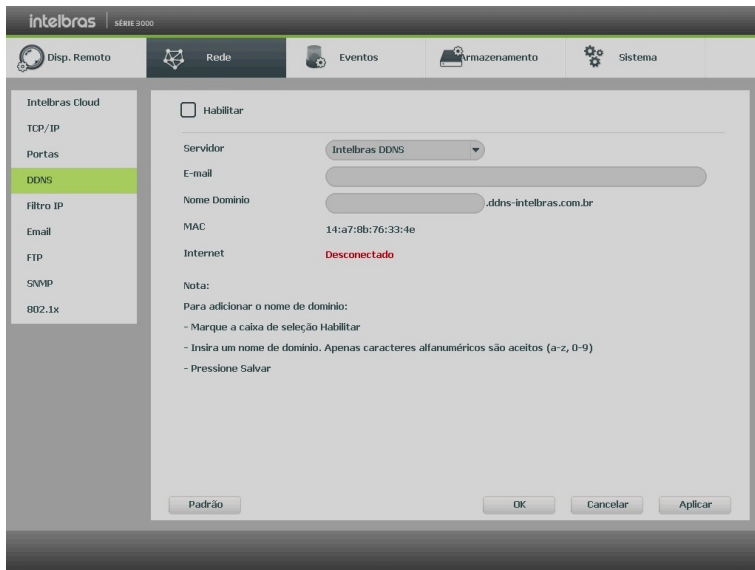 intelbras SÉRIE 3000
Disp. Remoto Rede Eventos Armazenamento Sistema
Intelbras Cloud
TCP/IP
Portas
DDNS
Filtro IP
Email
FTP
SNMP
802.1x
Habilitar
Servidor Intelbras DDNS
E-mail
Nome Domínio .ddns-intelbras.com.br
MAC 14:a7:8b:76:33:4e
Internet Desconectado
Nota:
Para adicionar o nome de domínio:
- Marque a caixa de seleção Habilitar
- Insira um nome de domínio. Apenas caracteres alfanuméricos são aceitos (a-z, 0-9)
- Pressione Salvar
Padrão OK Cancelar Aplicar